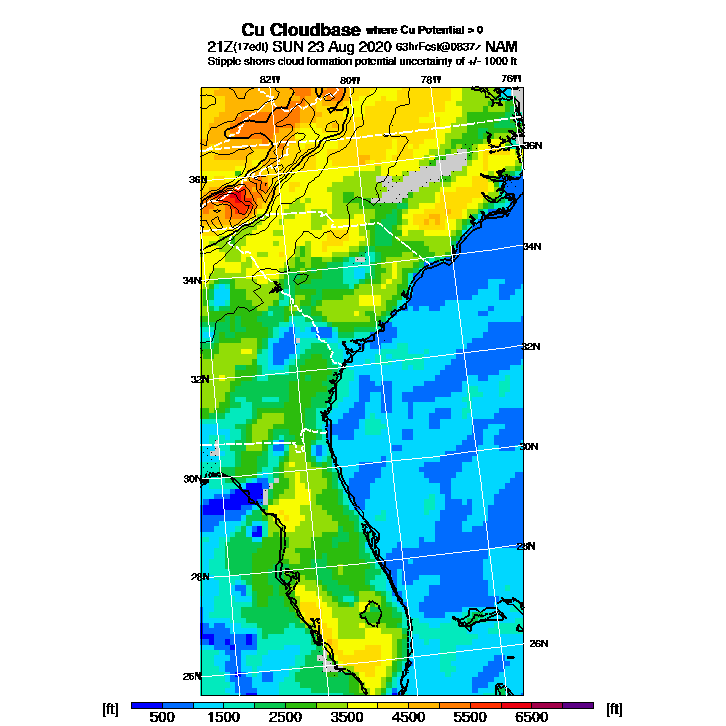 Cu Cloudbase where Cu Potential > 0
21Z(17edt) SUN 23 Aug 2020 63hrFcst@0837z NAM
Stipple shows cloud formation potential uncertainty of +/- 1000 ft
82W 80W 78W 76W
36N
36N
34N
34N
32N
32N
30N
30N
28N
28N
26N
26N
[ft] [ft]
500 1500 2500 3500 4500 5500 6500